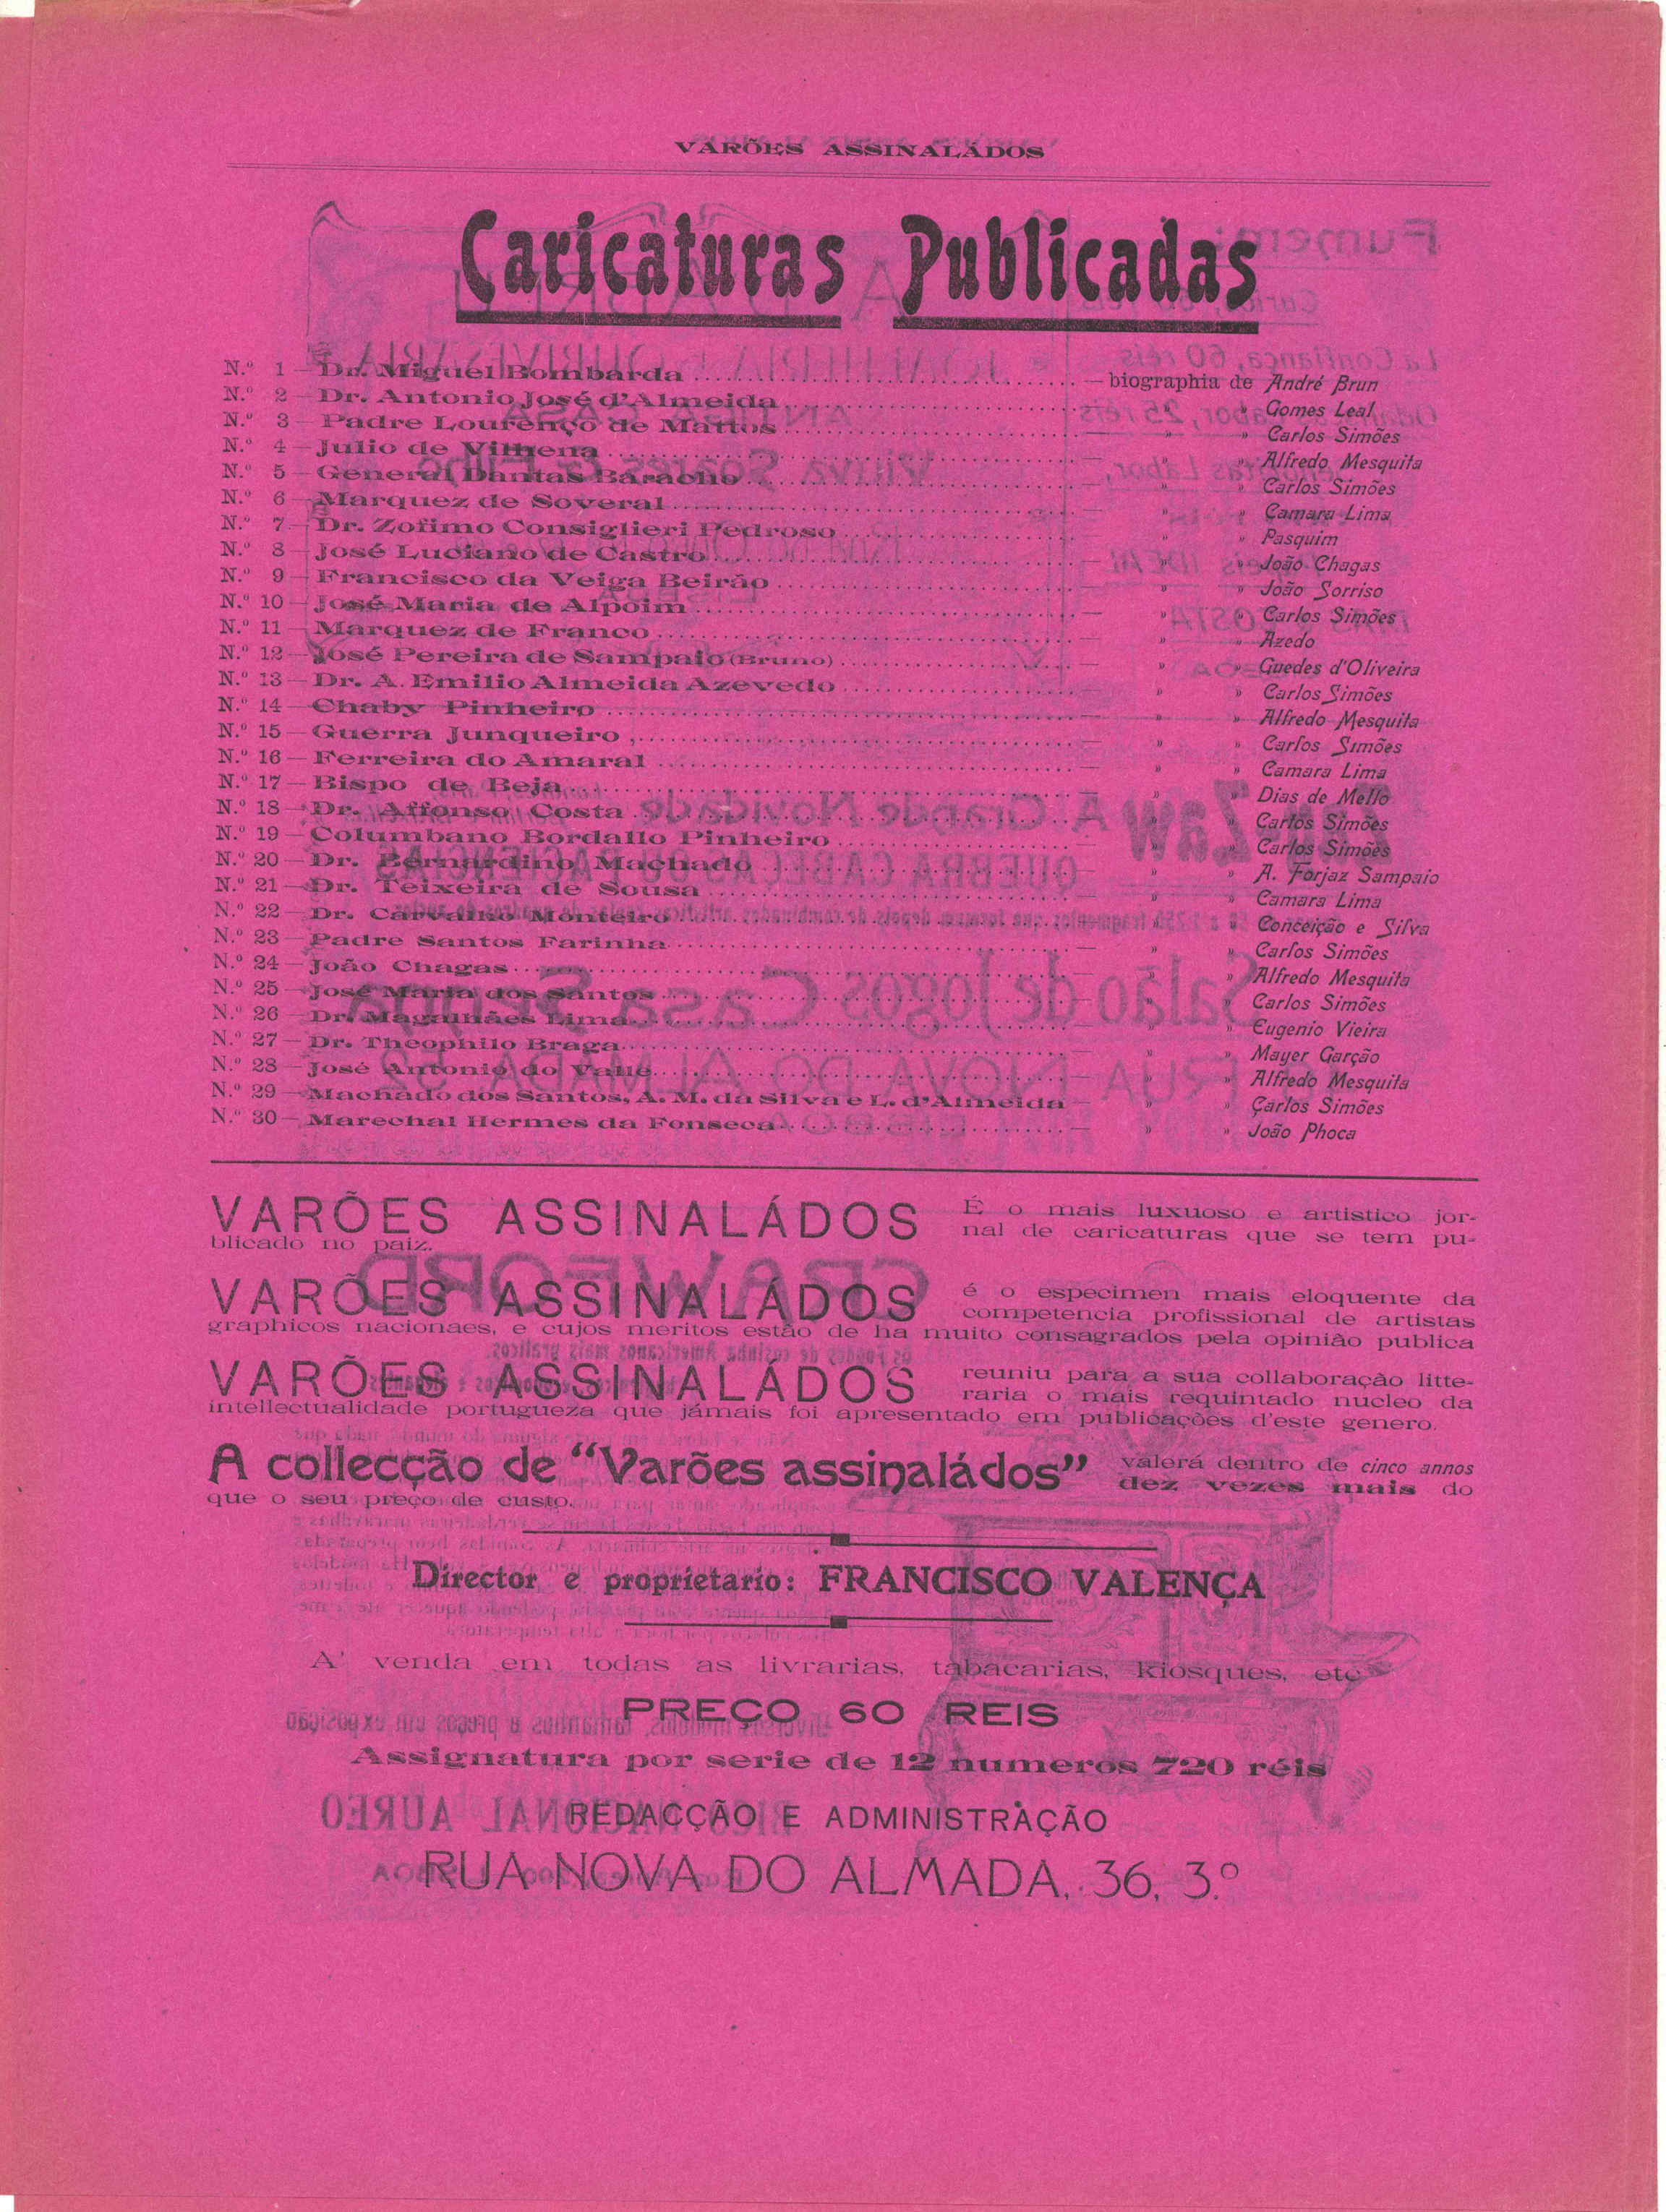 VARÕES ASSINALÁDOS
Caricaturas Publicadas
N.º 1 — Dr. Miguel Bombarda — biographia de André Brun
N.º 2 — Dr. Antonio José d'Almeida — » » Gomes Leal
N.º 3 — Padre Lourenço de Mattos — » » Carlos Simões
N.º 4 — Julio de Vilhena — » » Alfredo Mesquita
N.º 5 — General Dantas Baracho — » » Carlos Simões
N.º 6 — Marquez de Soveral — » » Camara Lima
N.º 7 — Dr. Zofimo Consiglieri Pedroso — » » Pasquim
N.º 8 — José Luciano de Castro — » » João Chagas
N.º 9 — Francisco da Veiga Beirão — » » João Sorriso
N.º 10 — José Maria de Alpoim — » » Carlos Simões
N.º 11 — Marquez de Franco — » » Azedo
N.º 12 — José Pereira de Sampaio (Bruno) — » » Guedes d'Oliveira
N.º 13 — Dr. A. Emilio Almeida Azevedo — » » Carlos Simões
N.º 14 — Chaby Pinheiro — » » Alfredo Mesquita
N.º 15 — Guerra Junqueiro — » » Carlos Simões
N.º 16 — Ferreira do Amaral — » » Camara Lima
N.º 17 — Bispo de Beja — » » Dias de Mello
N.º 18 — Dr. Affonso Costa — » » Carlos Simões
N.º 19 — Columbano Bordallo Pinheiro — » » Carlos Simões
N.º 20 — Dr. Bernardino Machado — » » A. Forjaz Sampaio
N.º 21 — Dr. Teixeira de Sousa — » » Camara Lima
N.º 22 — Dr. Carvalho Monteiro — » » Conceição e Silva
N.º 23 — Padre Santos Farinha — » » Carlos Simões
N.º 24 — João Chagas — » » Alfredo Mesquita
N.º 25 — José Maria dos Santos — » » Carlos Simões
N.º 26 — Dr. Magalhães Lima — » » Eugenio Vieira
N.º 27 — Dr. Theophilo Braga — » » Mayer Garção
N.º 28 — José Antonio do Valle — » » Alfredo Mesquita
N.º 29 — Machado dos Santos, A. M. da Silva e L. d'Almeida — » » Carlos Simões
N.º 30 — Marechal Hermes da Fonseca — » » João Phoca
VARÕES ASSINALÁDOS É o mais luxuoso e artistico jor-
nal de caricaturas que se tem pu-
blicado no paiz.
VARÕES ASSINALÁDOS é o especimen mais eloquente da
competencia profissional de artistas
graphicos nacionaes, e cujos meritos estão de ha muito consagrados pela opinião publica
VARÕES ASSINALÁDOS reuniu para a sua collaboração litte-
raria o mais requintado nucleo da
intellectualidade portugueza que jámais foi apresentado em publicações d'este genero.
A collecção de "Varões assinaládos" valerá dentro de cinco annos
dez vezes mais do
que o seu preço de custo.
Director e proprietario: FRANCISCO VALENÇA
A' venda em todas as livrarias, tabacarias, kiosques, etc
PREÇO 60 REIS
Assignatura por serie de 12 numeros 720 réis
REDACÇÃO E ADMINISTRAÇÃO
RUA NOVA DO ALMADA, 36, 3.º